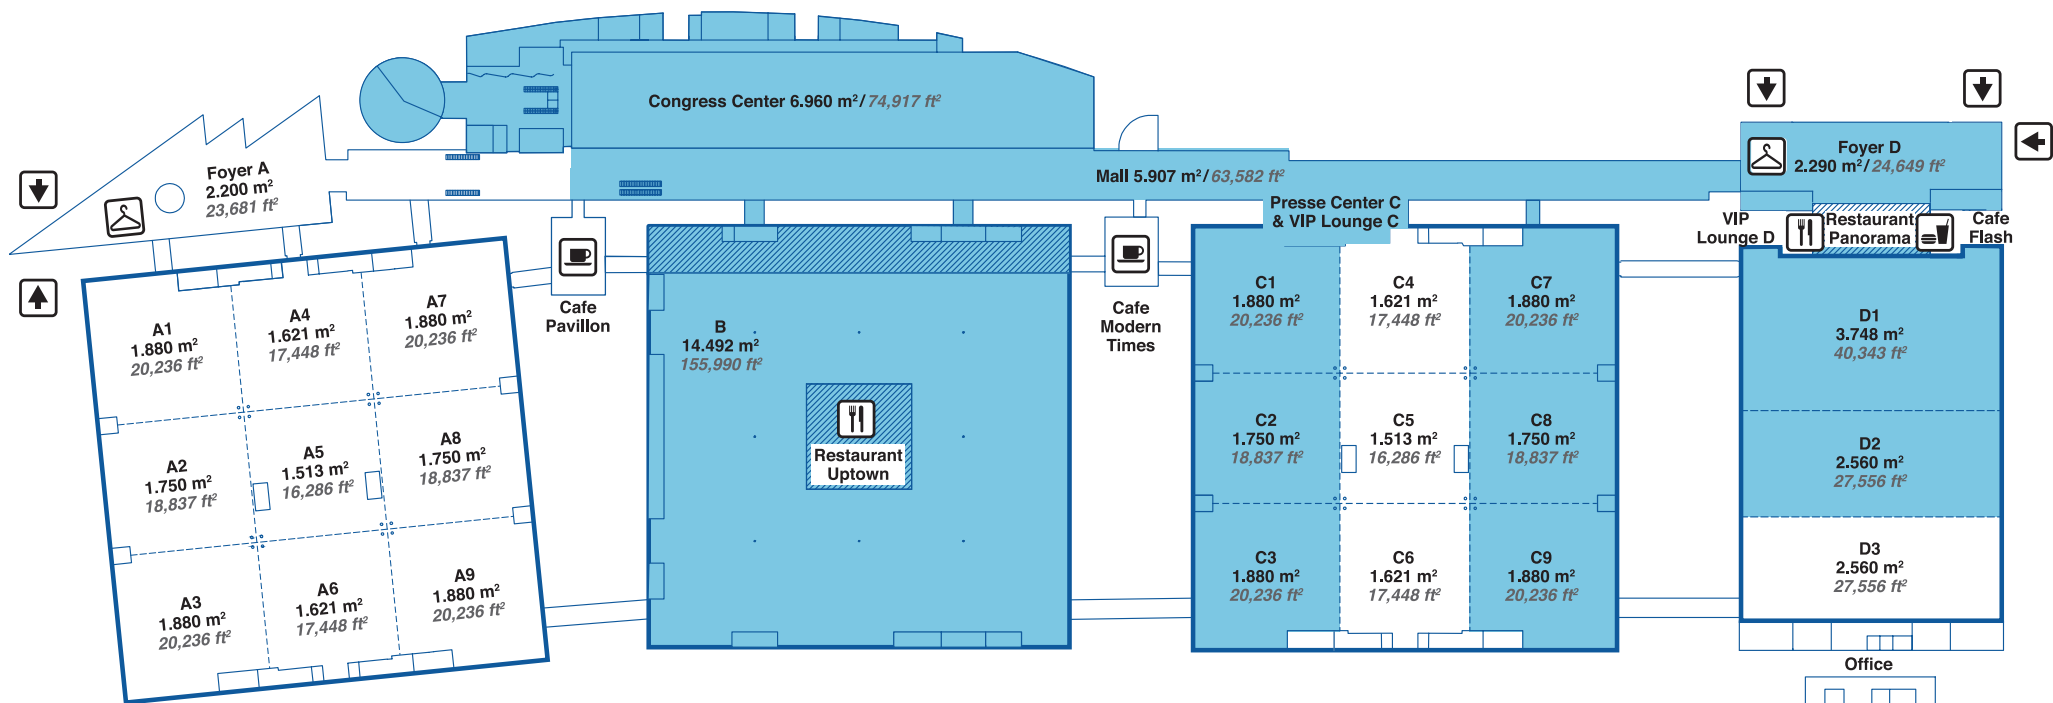 Congress Center 6.960 m²/74,917 ft²
Foyer A
2.200 m²
23,681 ft²
Mall 5.907 m²/63,582 ft²
Foyer D
2.290 m²/24,649 ft²
Presse Center C
& VIP Lounge C
VIP
Lounge D
Restaurant
Panorama
Cafe
Flash
Cafe
Pavillon
Cafe
Modern
Times
A1
1.880 m²
20,236 ft²
A4
1.621 m²
17,448 ft²
A7
1.880 m²
20,236 ft²
A2
1.750 m²
18,837 ft²
A5
1.513 m²
16,286 ft²
A8
1.750 m²
18,837 ft²
A3
1.880 m²
20,236 ft²
A6
1.621 m²
17,448 ft²
A9
1.880 m²
20,236 ft²
B
14.492 m²
155,990 ft²
Restaurant
Uptown
C1
1.880 m²
20,236 ft²
C4
1.621 m²
17,448 ft²
C7
1.880 m²
20,236 ft²
C2
1.750 m²
18,837 ft²
C5
1.513 m²
16,286 ft²
C8
1.750 m²
18,837 ft²
C3
1.880 m²
20,236 ft²
C6
1.621 m²
17,448 ft²
C9
1.880 m²
20,236 ft²
D1
3.748 m²
40,343 ft²
D2
2.560 m²
27,556 ft²
D3
2.560 m²
27,556 ft²
Office